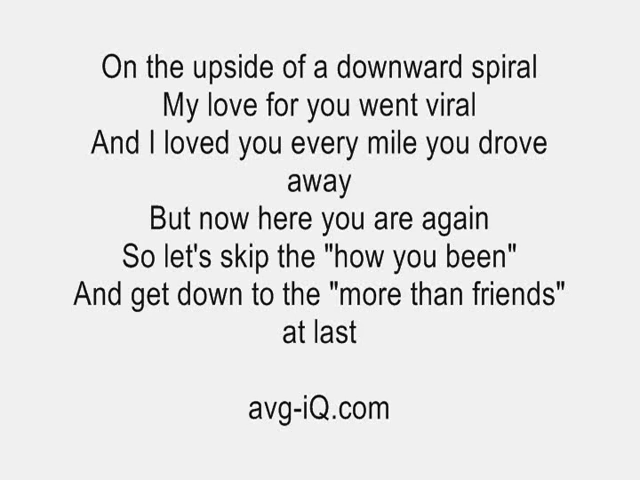 On the upside of a downward spiral
My love for you went viral
And I loved you every mile you drove
away
But now here you are again
So let's skip the "how you been"
And get down to the "more than friends"
at last
avg-iQ.com